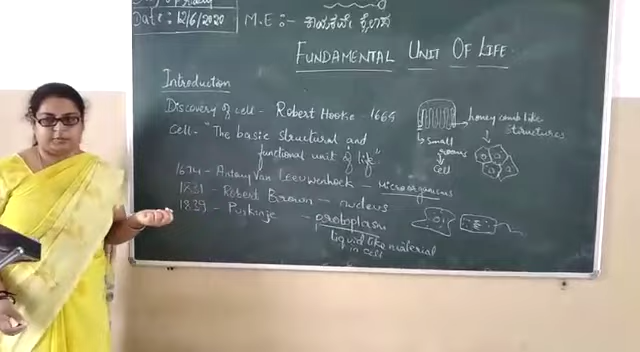 Date: 12/6/2020
M.E :- ಕಾಯಕವೇ ಕೈಲಾಸ
FUNDAMENTAL UNIT OF LIFE
Introduction
Discovery of cell - Robert Hooke - 1665
Cell - "The basic structural and
functional unit of life"
1674 - Antony Van Leeuwenhock - microorganisms
1831 - Robert Brown - nucleus
1839 - Purkinje - protoplasm
liquid like material
in cell
honey comb like
structures
small
rooms
Cell